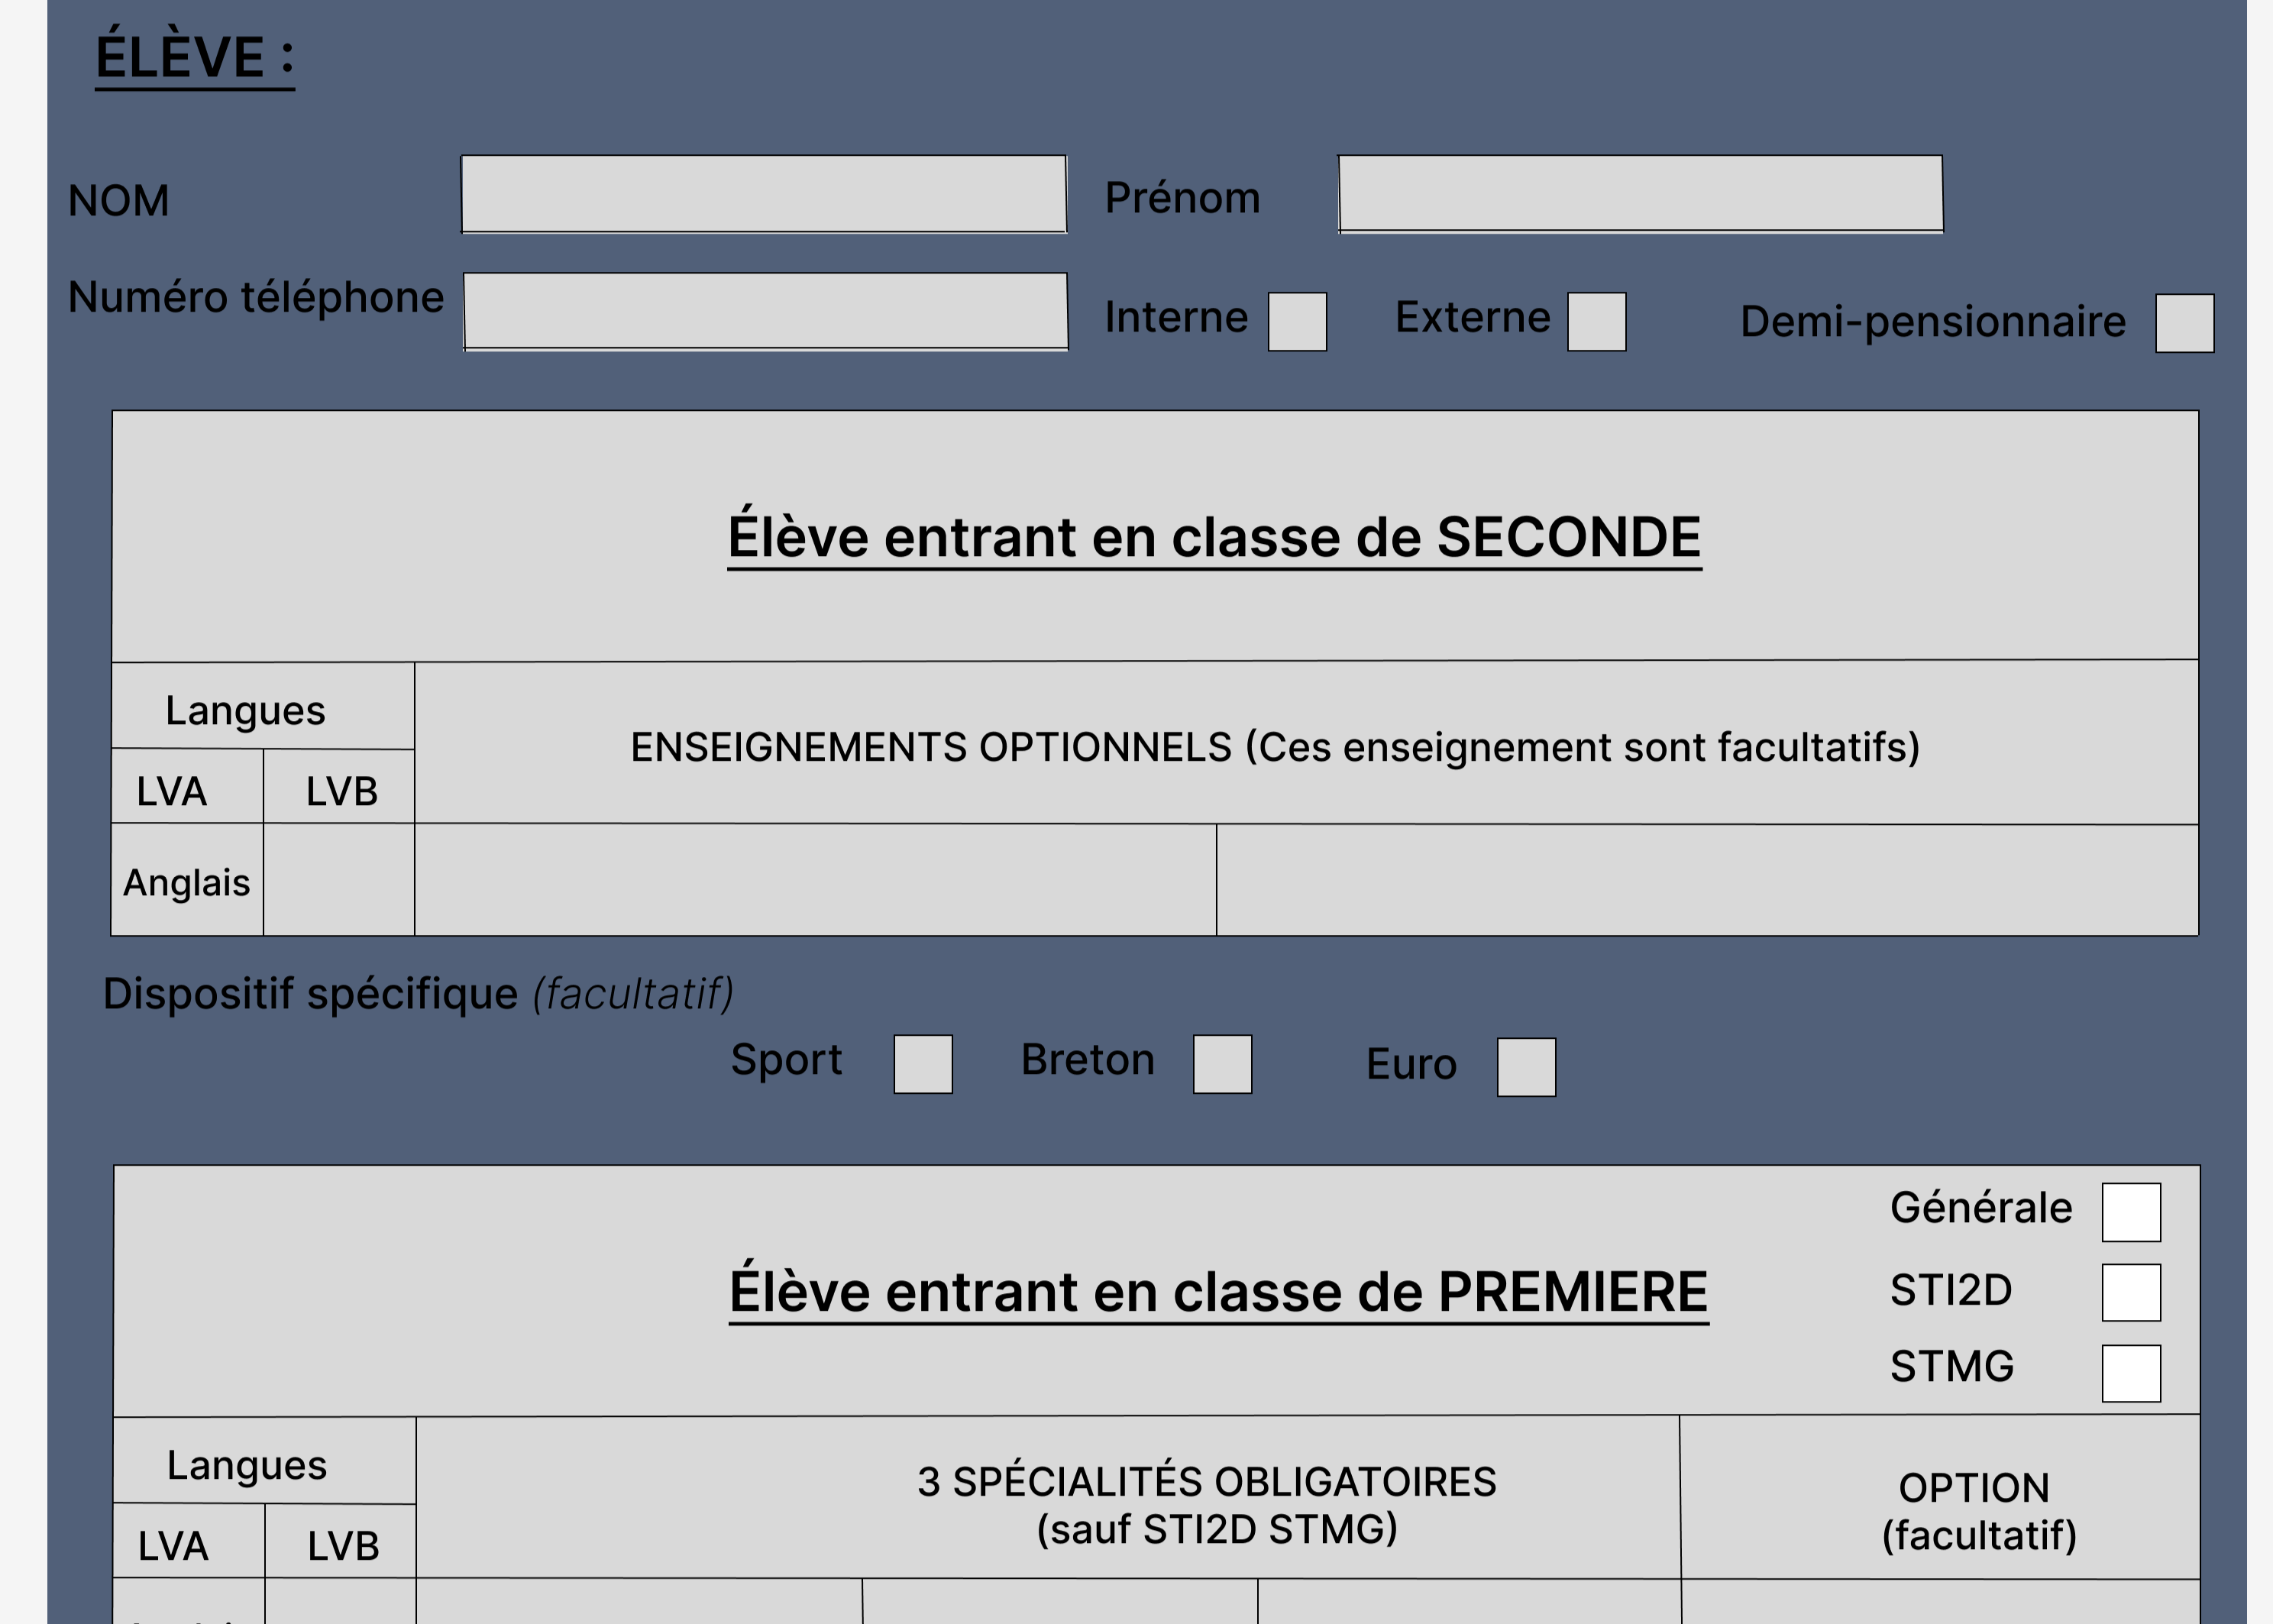 ÉLÈVE :
NOM
Prénom
Numéro téléphone
Interne
Externe
Demi-pensionnaire
Élève entrant en classe de SECONDE
Langues
ENSEIGNEMENTS OPTIONNELS (Ces enseignement sont facultatifs)
LVA
LVB
Anglais
Dispositif spécifique (facultatif)
Sport
Breton
Euro
Générale
Élève entrant en classe de PREMIERE
STI2D
STMG
Langues
3 SPÉCIALITÉS OBLIGATOIRES
(sauf STI2D STMG)
OPTION
(facultatif)
LVA
LVB